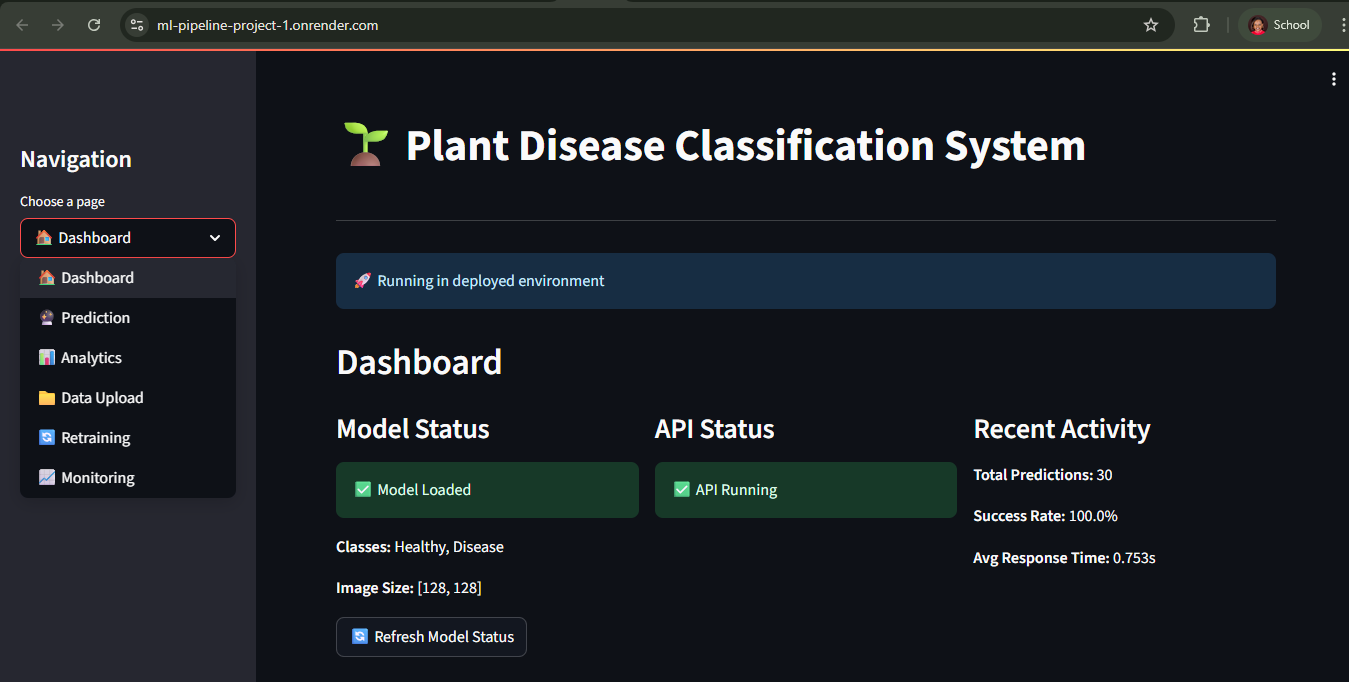 ml-pipeline-project-1.onrender.com
School
Navigation
Choose a page
Dashboard
Dashboard
Prediction
Analytics
Data Upload
Retraining
Monitoring
Plant Disease Classification System
Running in deployed environment
Dashboard
Model Status
Model Loaded
Classes: Healthy, Disease
Image Size: [128, 128]
Refresh Model Status
API Status
API Running
Recent Activity
Total Predictions: 30
Success Rate: 100.0%
Avg Response Time: 0.753s